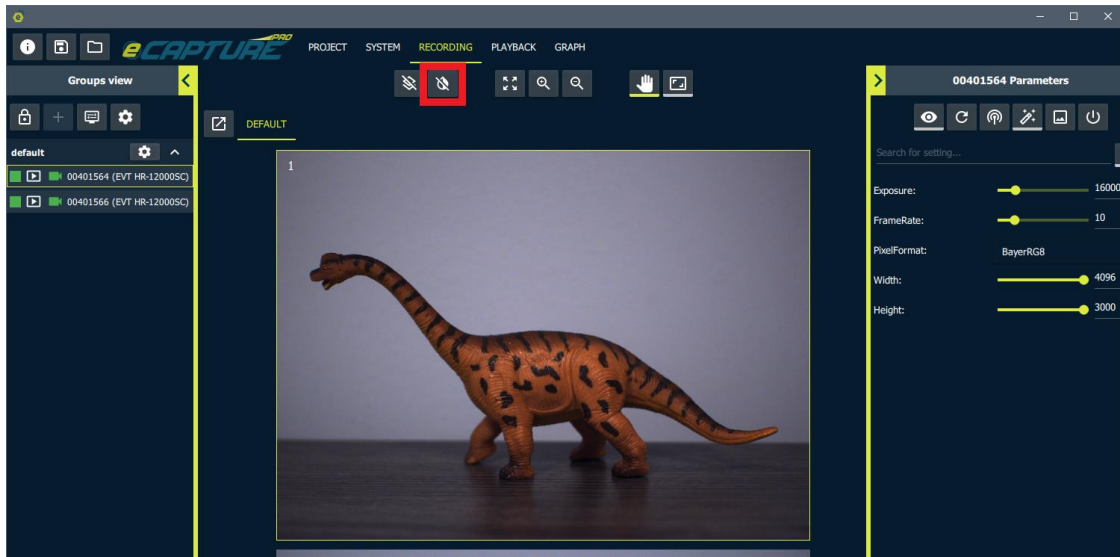 eCAPTURE PRO
PROJECT SYSTEM RECORDING PLAYBACK GRAPH
Groups view
00401564 Parameters
DEFAULT
default
00401564 (EVT HR-12000SC)
00401566 (EVT HR-12000SC)
1
Search for setting...
Exposure: 16000
FrameRate: 10
PixelFormat: BayerRG8
Width: 4096
Height: 3000